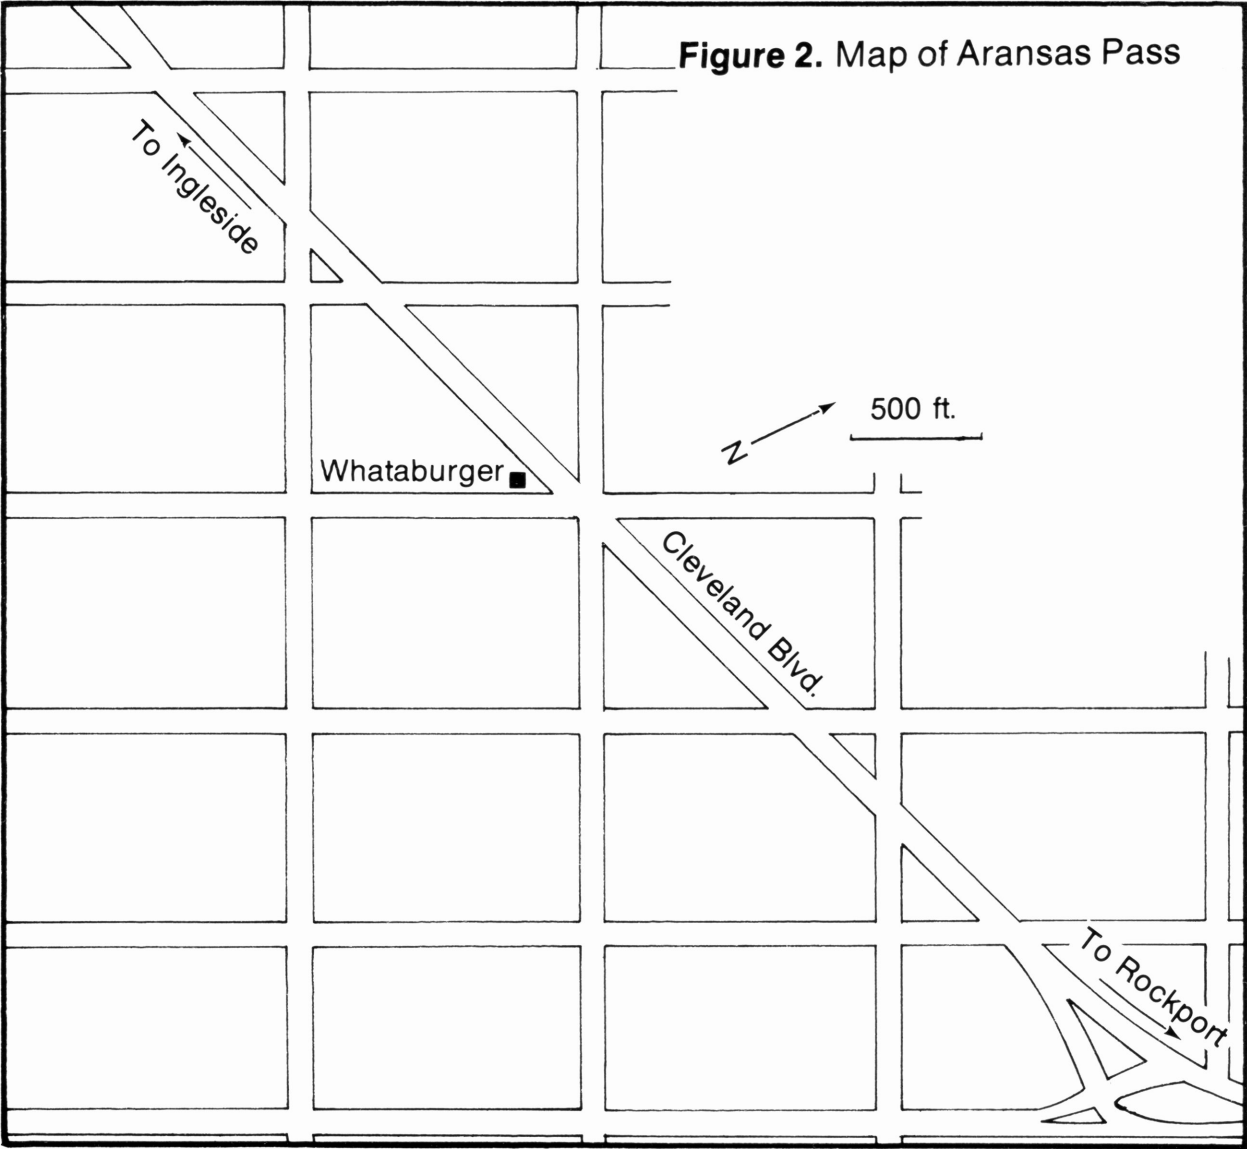 Figure 2. Map of Aransas Pass
To Ingleside
500 ft.
N
Whataburger
Cleveland Blvd.
To Rockport